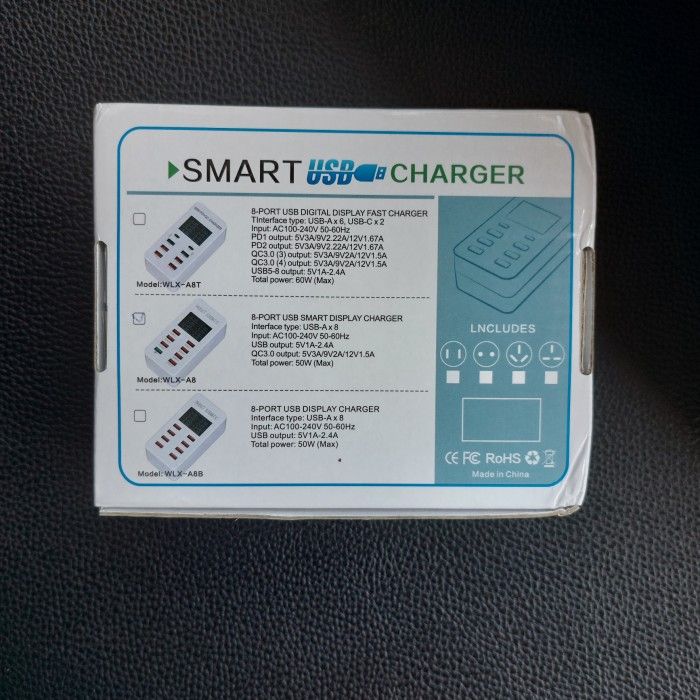 SMART USB CHARGER
8-PORT USB DIGITAL DISPLAY FAST CHARGER
TInterface type: USB-A x 6, USB-C x 2
Input: AC100-240V 50-60Hz
PD1 output: 5V3A/9V2.22A/12V1.67A
PD2 output: 5V3A/9V2.22A/12V1.67A
QC3.0 (3) output: 5V3A/9V2A/12V1.5A
QC3.0 (4) output: 5V3A/9V2A/12V1.5A
USB5-8 output: 5V1A-2.4A
Total power: 60W (Max)
Model:WLX-A8T
8-PORT USB SMART DISPLAY CHARGER
Interface type: USB-A x 8
Input: AC100-240V 50-60Hz
USB output: 5V1A-2.4A
QC3.0 output: 5V3A/9V2A/12V1.5A
Total power: 50W (Max)
Model:WLX-A8
8-PORT USB DISPLAY CHARGER
Interface type: USB-A x 8
Input: AC100-240V 50-60Hz
USB output: 5V1A-2.4A
Total power: 50W (Max)
Model: WLX-A8B
LNCLUDES
CE FC RoHS
Made in China